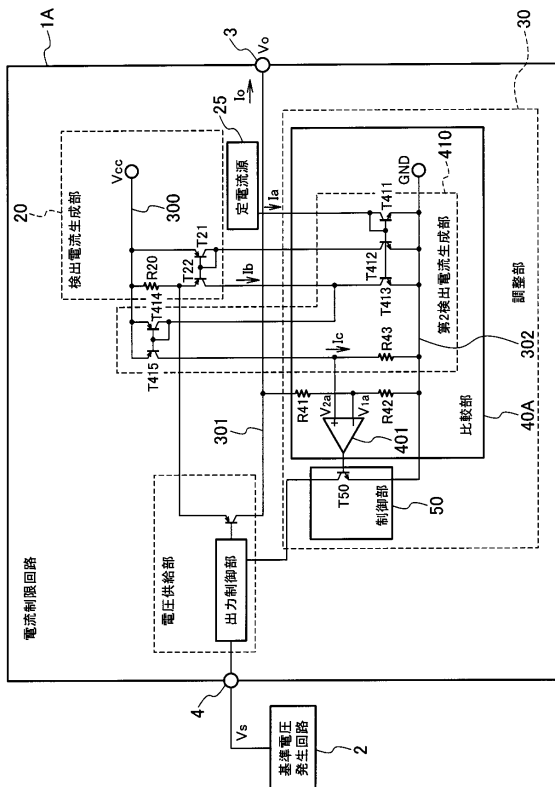 電流制限回路
1A
20
検出電流生成部
Vcc
300
R20
T22
T21
T414
T415
Ib
25
定電流源
Io
3
Vo
Ia
30
410
GND
T411
T412
T413
第2検出電流生成部
調整部
Ic
R43
302
301
R41
V2a
V1a
R42
+
−
401
比較部
40A
T50
制御部
50
電圧供給部
出力制御部
4
Vs
基準電圧
発生回路
2